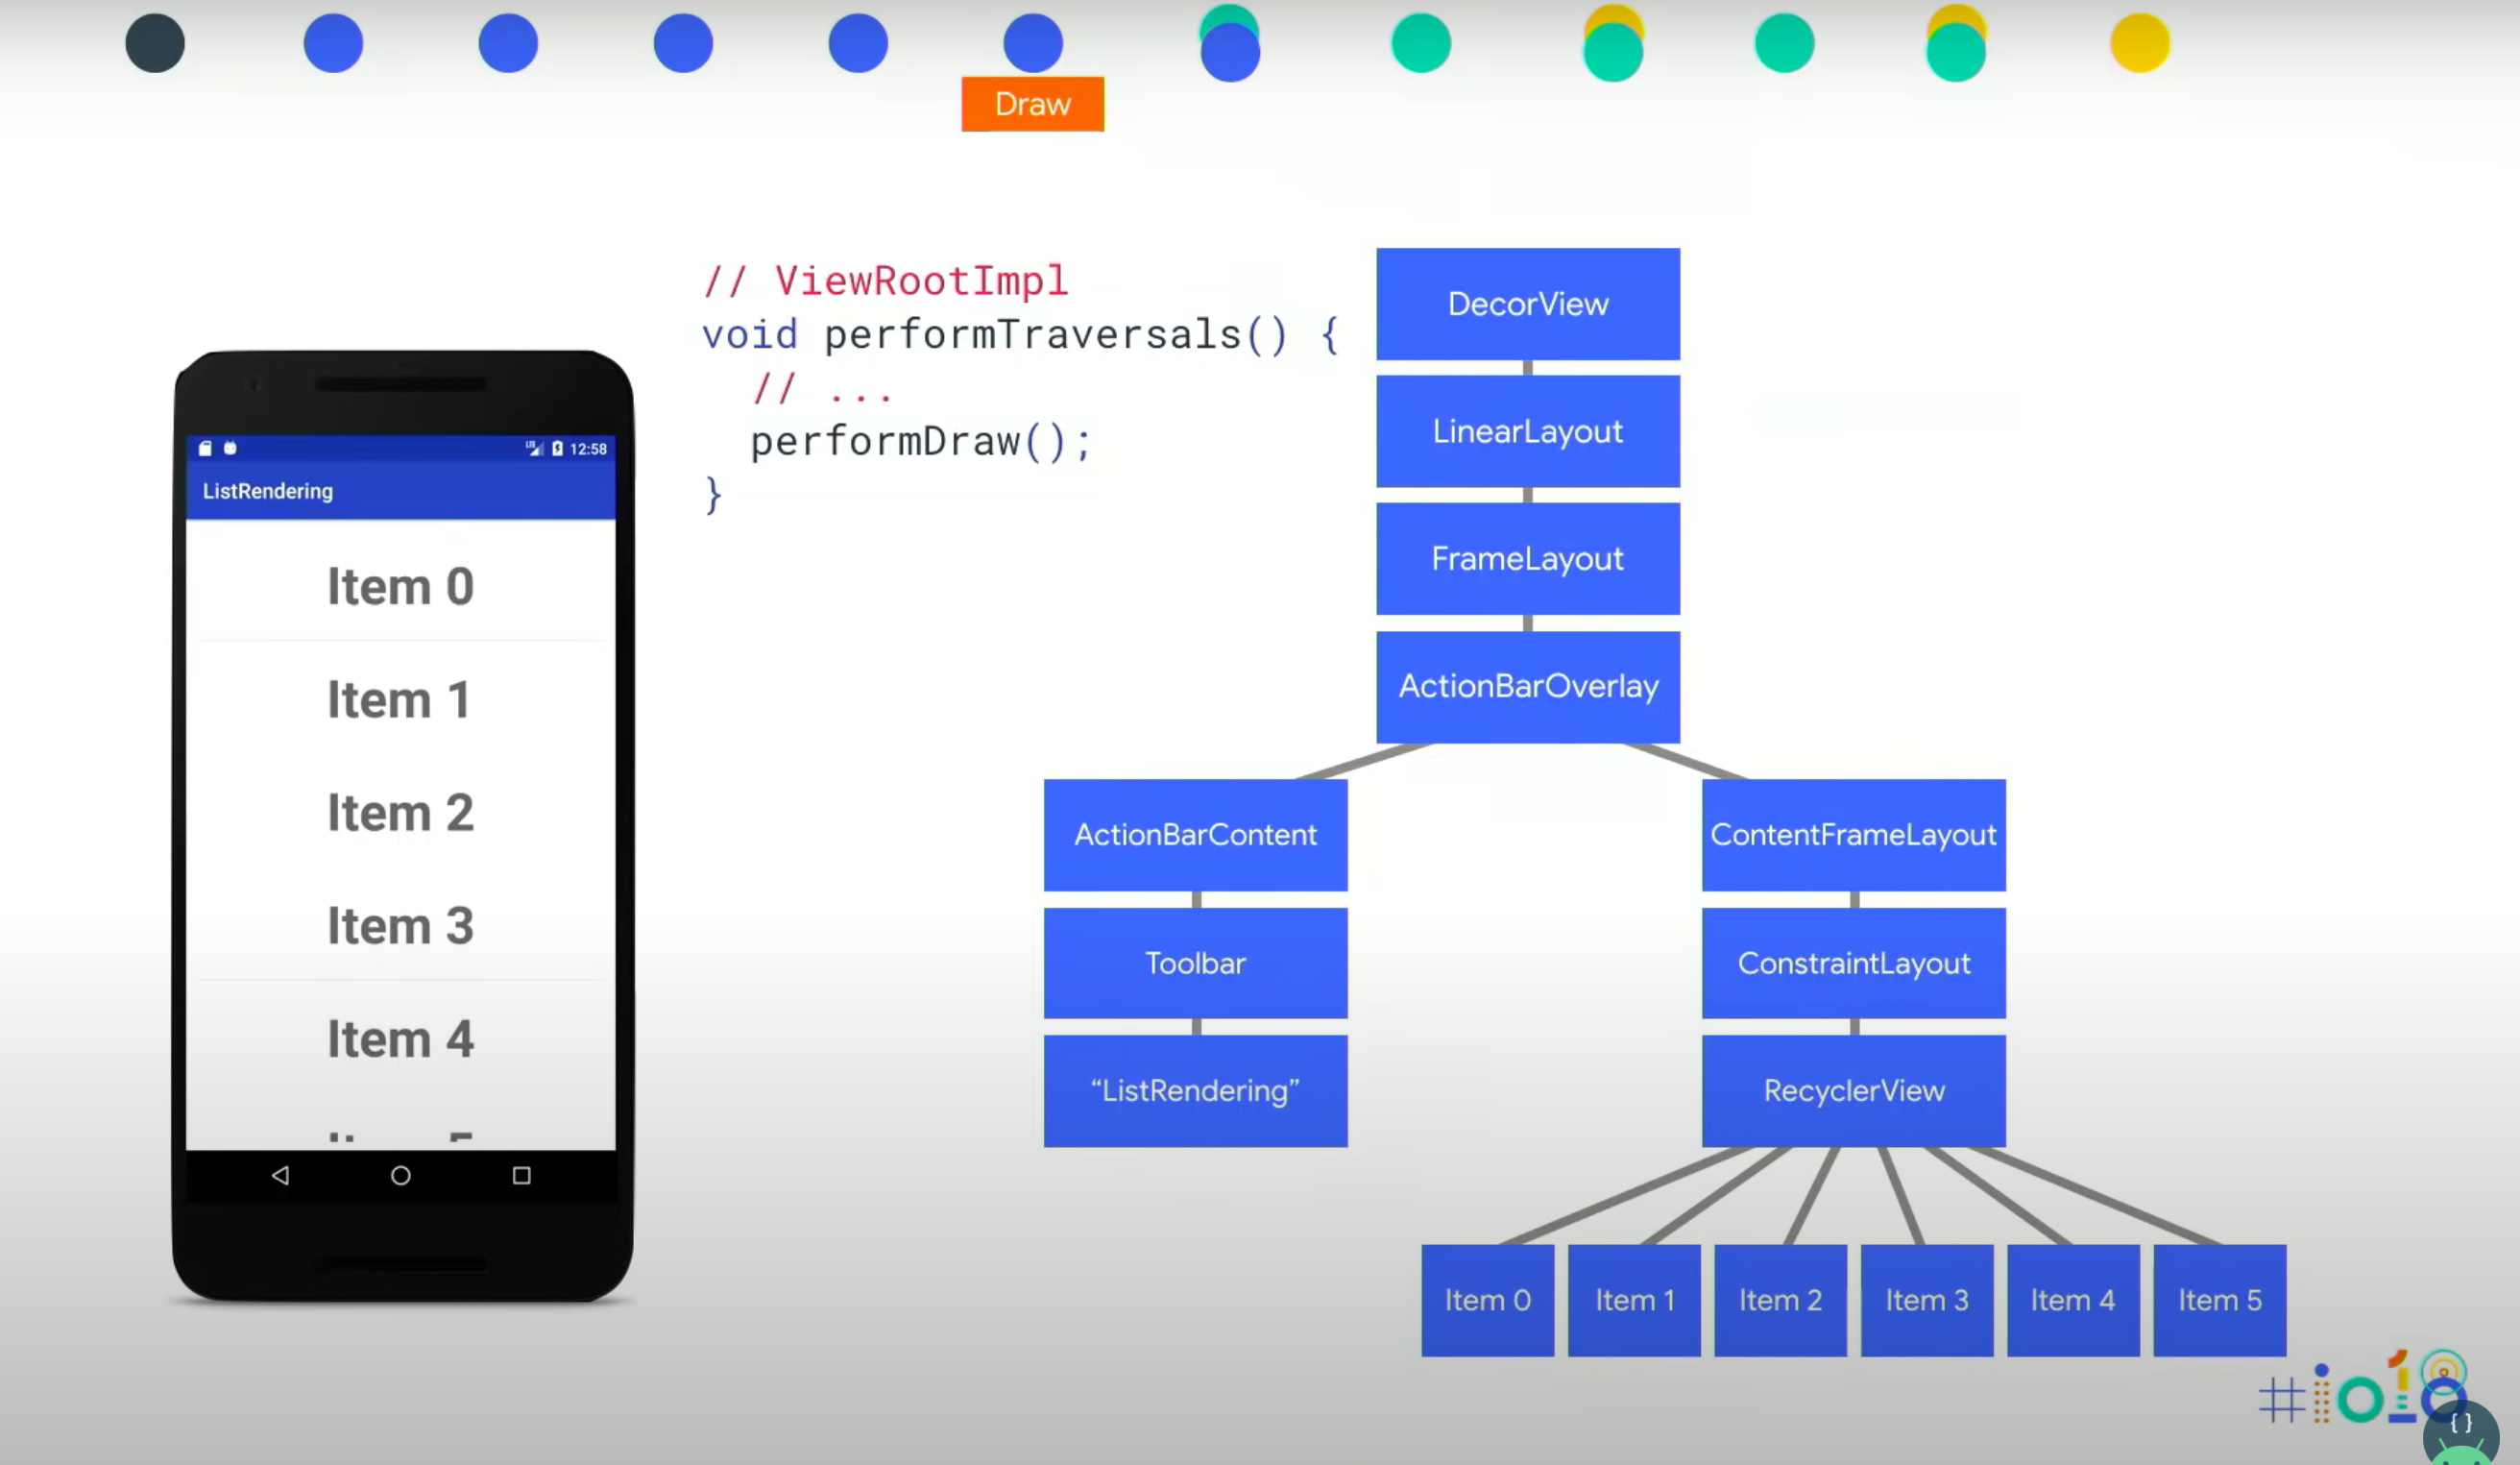 Draw
// ViewRootImpl
void performTraversals() {
// ...
performDraw();
}
LTE 12:58
ListRendering
Item 0
Item 1
Item 2
Item 3
Item 4
DecorView
LinearLayout
FrameLayout
ActionBarOverlay
ActionBarContent
ContentFrameLayout
Toolbar
ConstraintLayout
“ListRendering”
RecyclerView
Item 0
Item 1
Item 2
Item 3
Item 4
Item 5
#io18
{ }